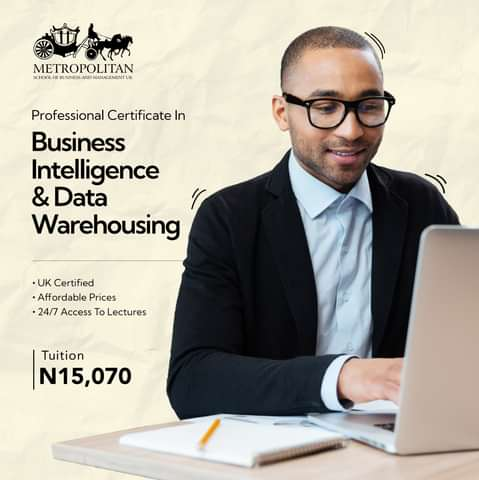 METROPOLITAN
SCHOOL OF BUSINESS AND MANAGEMENT UK
Professional Certificate In
Business
Intelligence
& Data
Warehousing
• UK Certified
• Affordable Prices
• 24/7 Access To Lectures
Tuition
N15,070